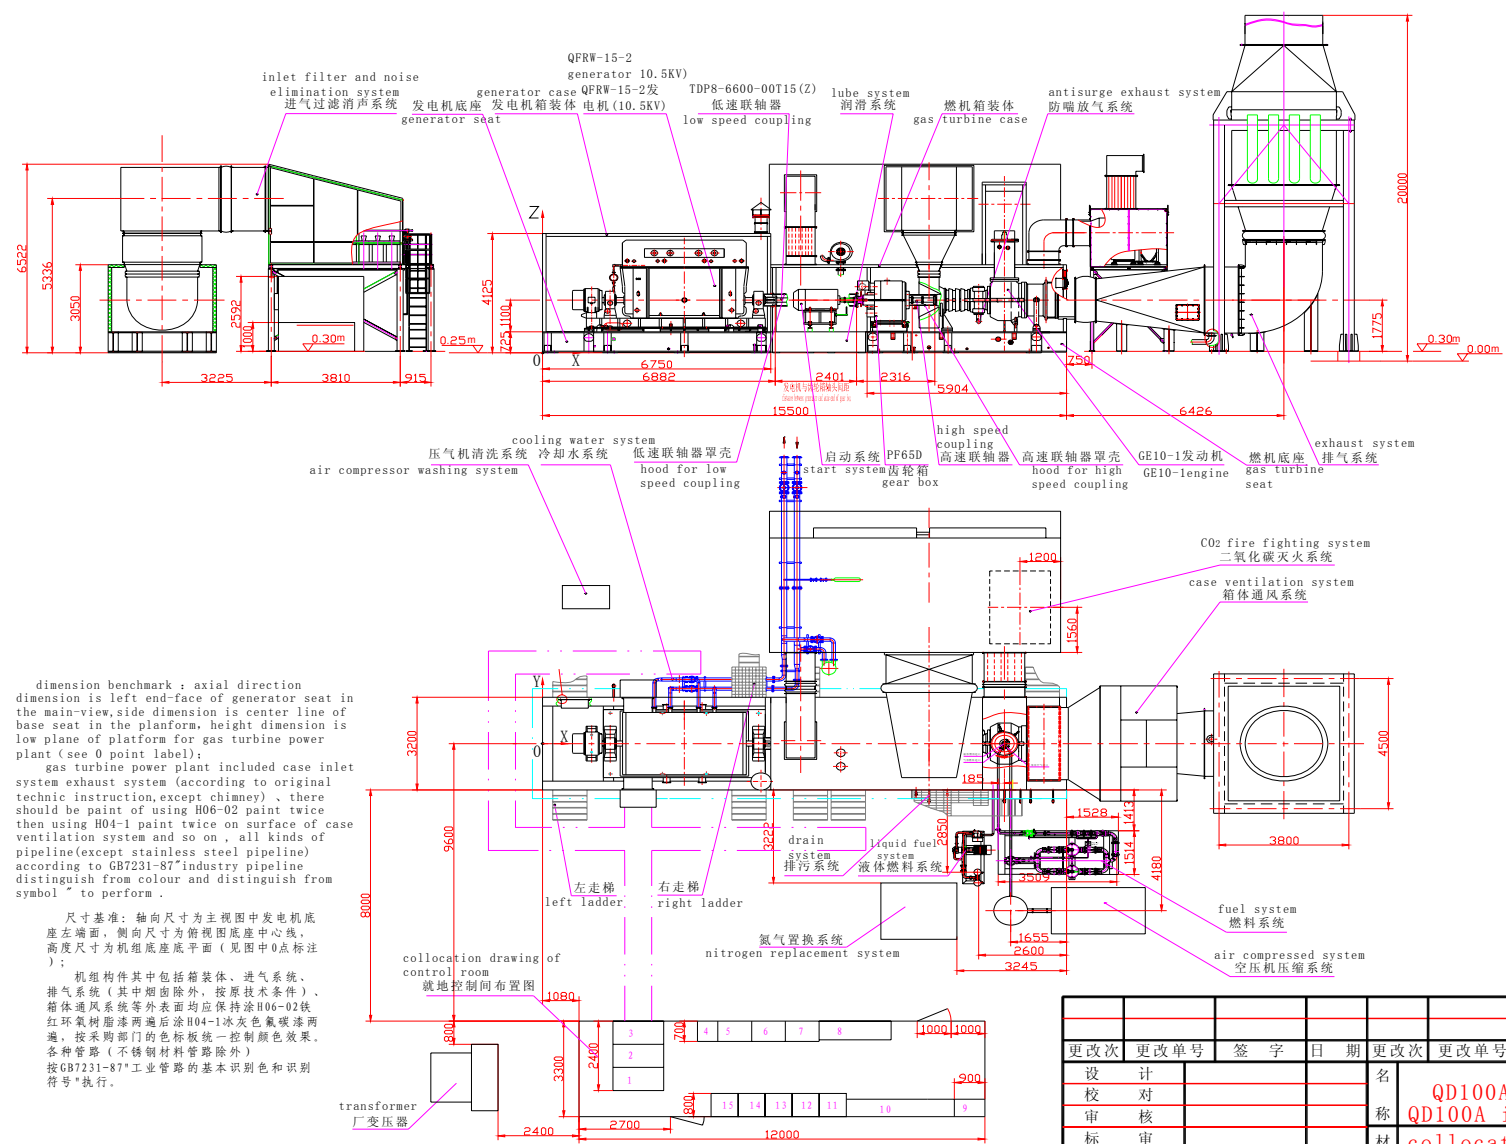 QFRW-15-2
generator 10.5KV)
inlet filter and noise
elimination system
进气过滤消声系统
发电机底座
generator seat
generator case
发电机箱装体
QFRW-15-2发
电机(10.5KV)
TDP8-6600-00T15(Z)
低速联轴器
low speed coupling
lube system
润滑系统
燃机箱装体
gas turbine case
antisurge exhaust system
防喘放气系统
6522
5336
3050
2592
1000
0.30m
0.25m
3225
3810
915
Z
4125
1100
725
0
X
6750
6882
2401
2316
5904
750
15500
6426
1775
20000
0.30m
0.00m
cooling water system
压气机清洗系统
冷却水系统
air compressor washing system
低速联轴器罩壳
hood for low
speed coupling
启动系统
start system
PF65D
齿轮箱
gear box
high speed
coupling
高速联轴器
高速联轴器罩壳
hood for high
speed coupling
GE10-1发动机
GE10-1engine
燃机底座
gas turbine
seat
exhaust system
排气系统
CO2 fire fighting system
二氧化碳灭火系统
case ventilation system
箱体通风系统
1200
1560
dimension benchmark : axial direction
dimension is left end-face of generator seat in
the main-view, side dimension is center line of
base seat in the planform, height dimension is
low plane of platform for gas turbine power
plant (see 0 point label);
gas turbine power plant included case inlet
system exhaust system (according to original
technic instruction, except chimney) 、there
should be paint of using H06-02 paint twice
then using H04-1 paint twice on surface of case
ventilation system and so on , all kinds of
pipeline(except stainless steel pipeline)
according to GB7231-87"industry pipeline
distinguish from colour and distinguish from
symbol " to perform .
尺寸基准: 轴向尺寸为主视图中发电机底
座左端面, 侧向尺寸为俯视图底座中心线,
高度尺寸为机组底座底平面（见图中0点标注
）;
机组构件其中包括箱装体、进气系统、
排气系统（其中烟囱除外, 按原技术条件）、
箱体通风系统等外表面均应保持涂H06-02铁
红环氧树脂漆两遍后涂H04-1冰灰色氟碳漆两
遍, 按采购部门的色标板统一控制颜色效果。
各种管路（不锈钢材料管路除外）
按GB7231-87"工业管路的基本识别色和识别
符号"执行。
Y
X
0
3200
9600
8000
185
3222
2850
1528
1413
1514
4180
3509
1655
2600
3245
4500
3800
drain
system
排污系统
liquid fuel
system
液体燃料系统
左走梯
left ladder
右走梯
right ladder
氮气置换系统
nitrogen replacement system
fuel system
燃料系统
air compressed system
空压机压缩系统
collocation drawing of
control room
就地控制间布置图
1080
800
3300
2400
700
800
1000
1000
900
3
2
1
4
5
6
7
8
15
14
13
12
11
10
9
transformer
厂变压器
2400
2700
12000
更改次
更改单号
签 字
日 期
更改次
更改单号
设 计
校 对
审 核
标 审
名
称
材
QD100A
QD100A